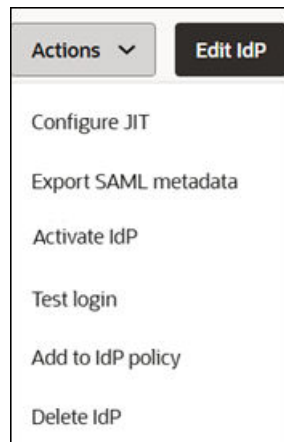 Actions
Edit IdP
Configure JIT
Export SAML metadata
Activate IdP
Test login
Add to IdP policy
Delete IdP